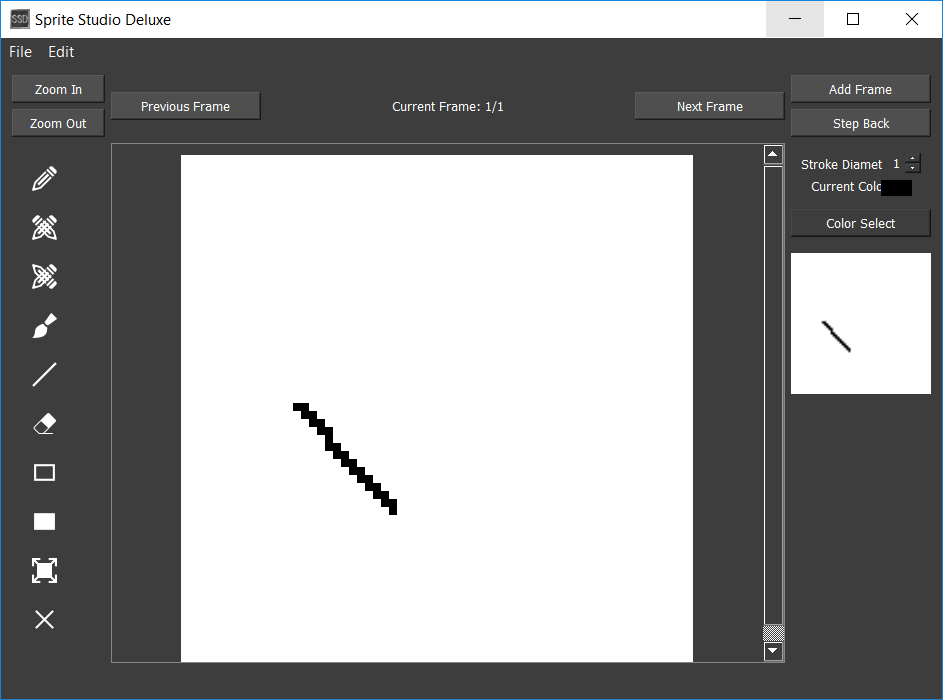 SSD Sprite Studio Deluxe
File Edit
Zoom In
Zoom Out
Previous Frame
Current Frame: 1/1
Next Frame
Add Frame
Step Back
Stroke Diamet 1
Current Colo
Color Select